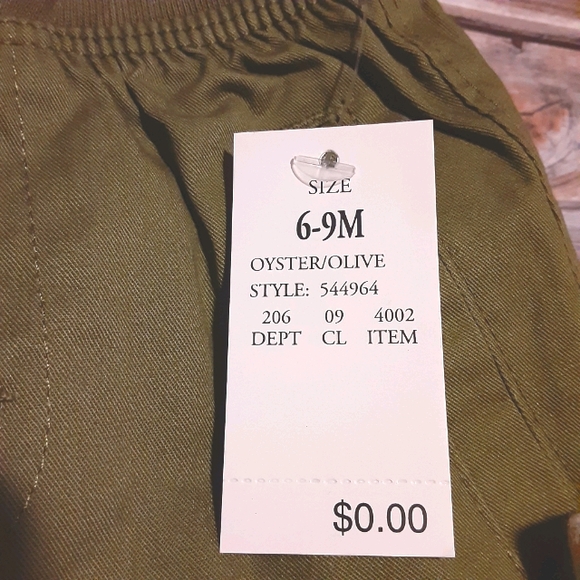 SIZE
6-9M
OYSTER/OLIVE
STYLE: 544964
206 09 4002
DEPT CL ITEM
$0.00